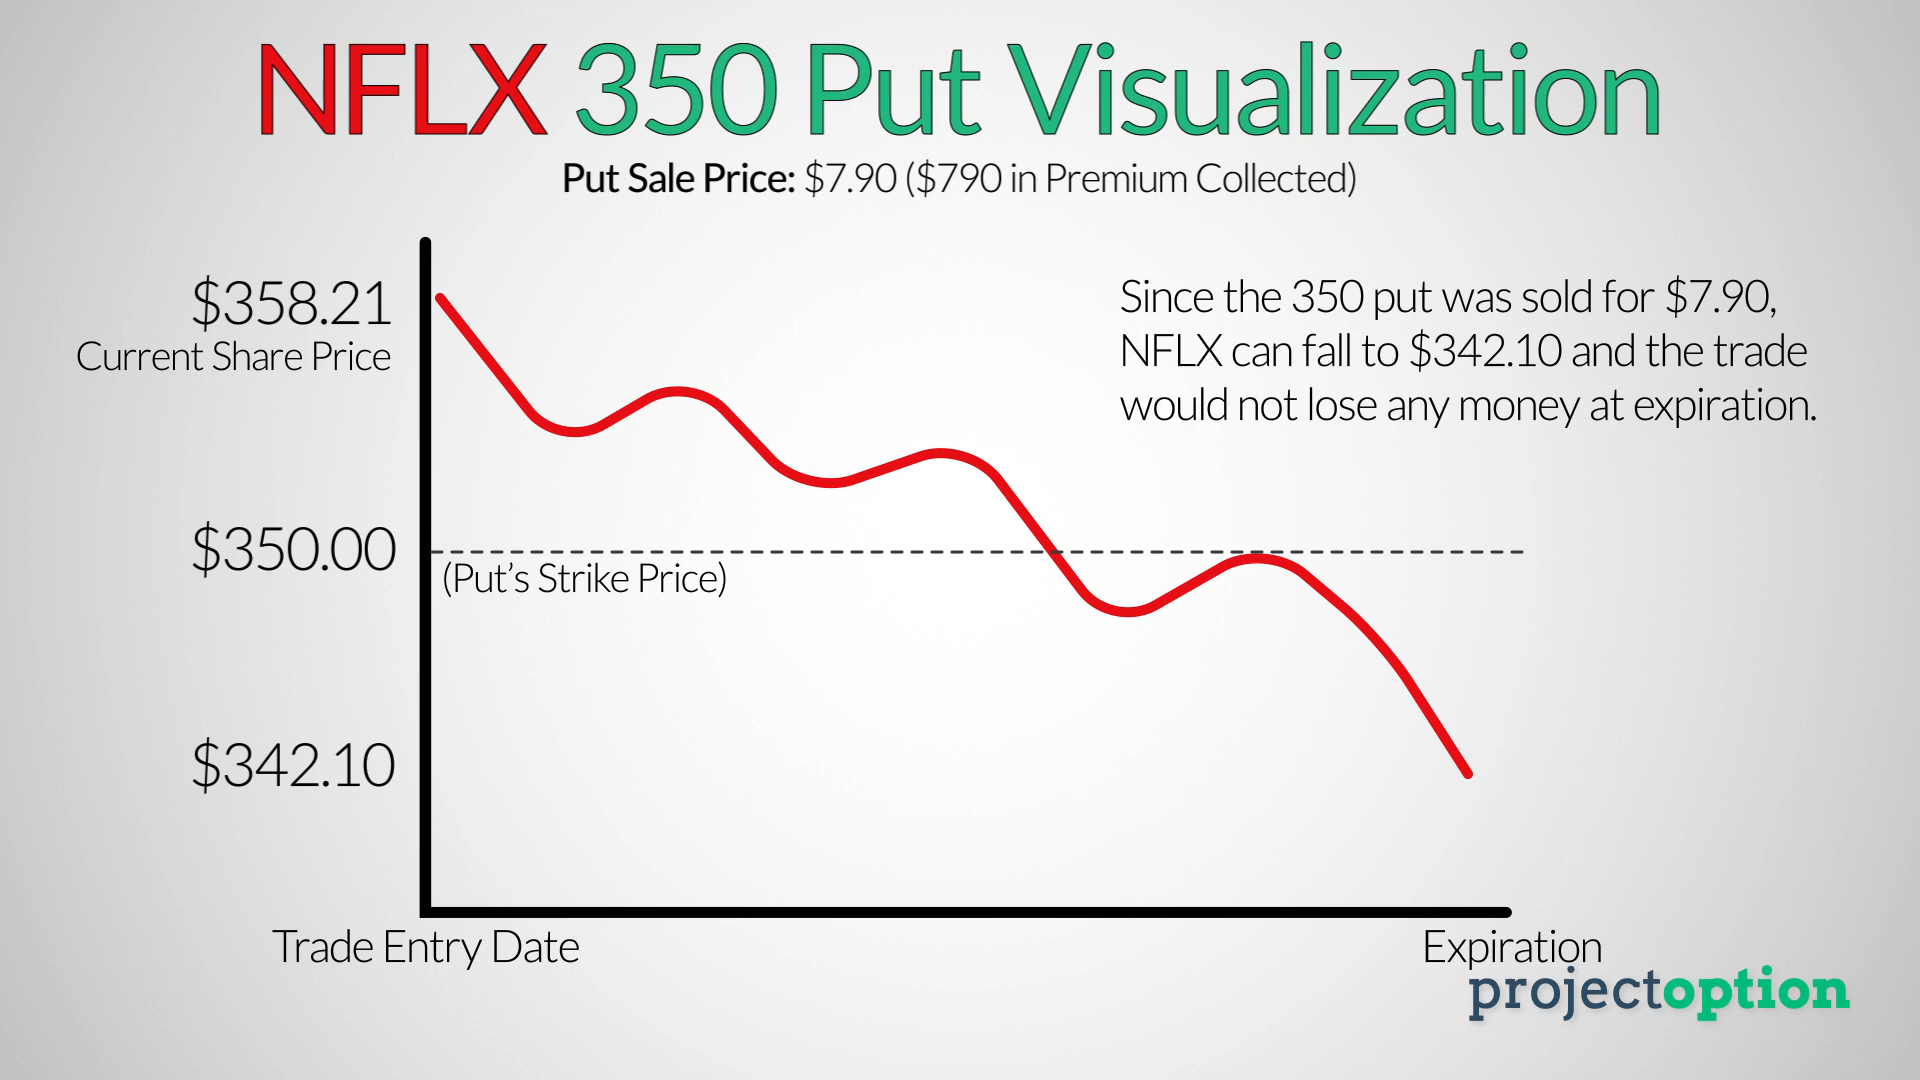 NFLX 350 Put Visualization
Put Sale Price: $7.90 ($790 in Premium Collected)
$358.21
Current Share Price
Since the 350 put was sold for $7.90,
NFLX can fall to $342.10 and the trade
would not lose any money at expiration.
$350.00
(Put’s Strike Price)
$342.10
Trade Entry Date
Expiration
projectoption